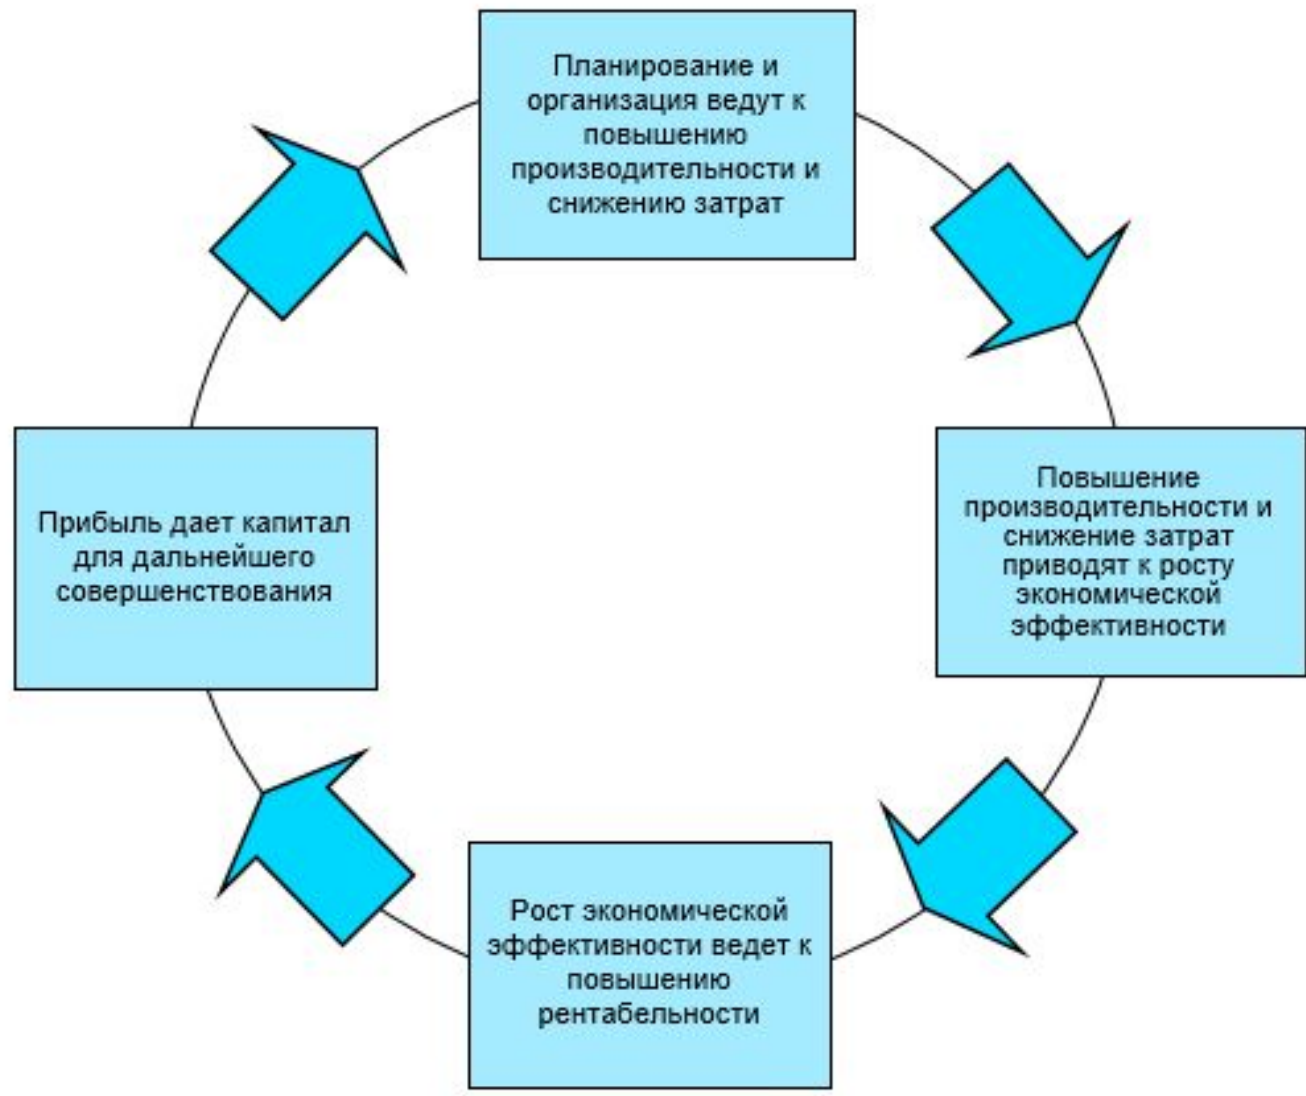 Планирование и
организация ведут к
повышению
производительности и
снижению затрат
Повышение
производительности и
снижение затрат
приводят к росту
экономической
эффективности
Рост экономической
эффективности ведет к
повышению
рентабельности
Прибыль дает капитал
для дальнейшего
совершенствования